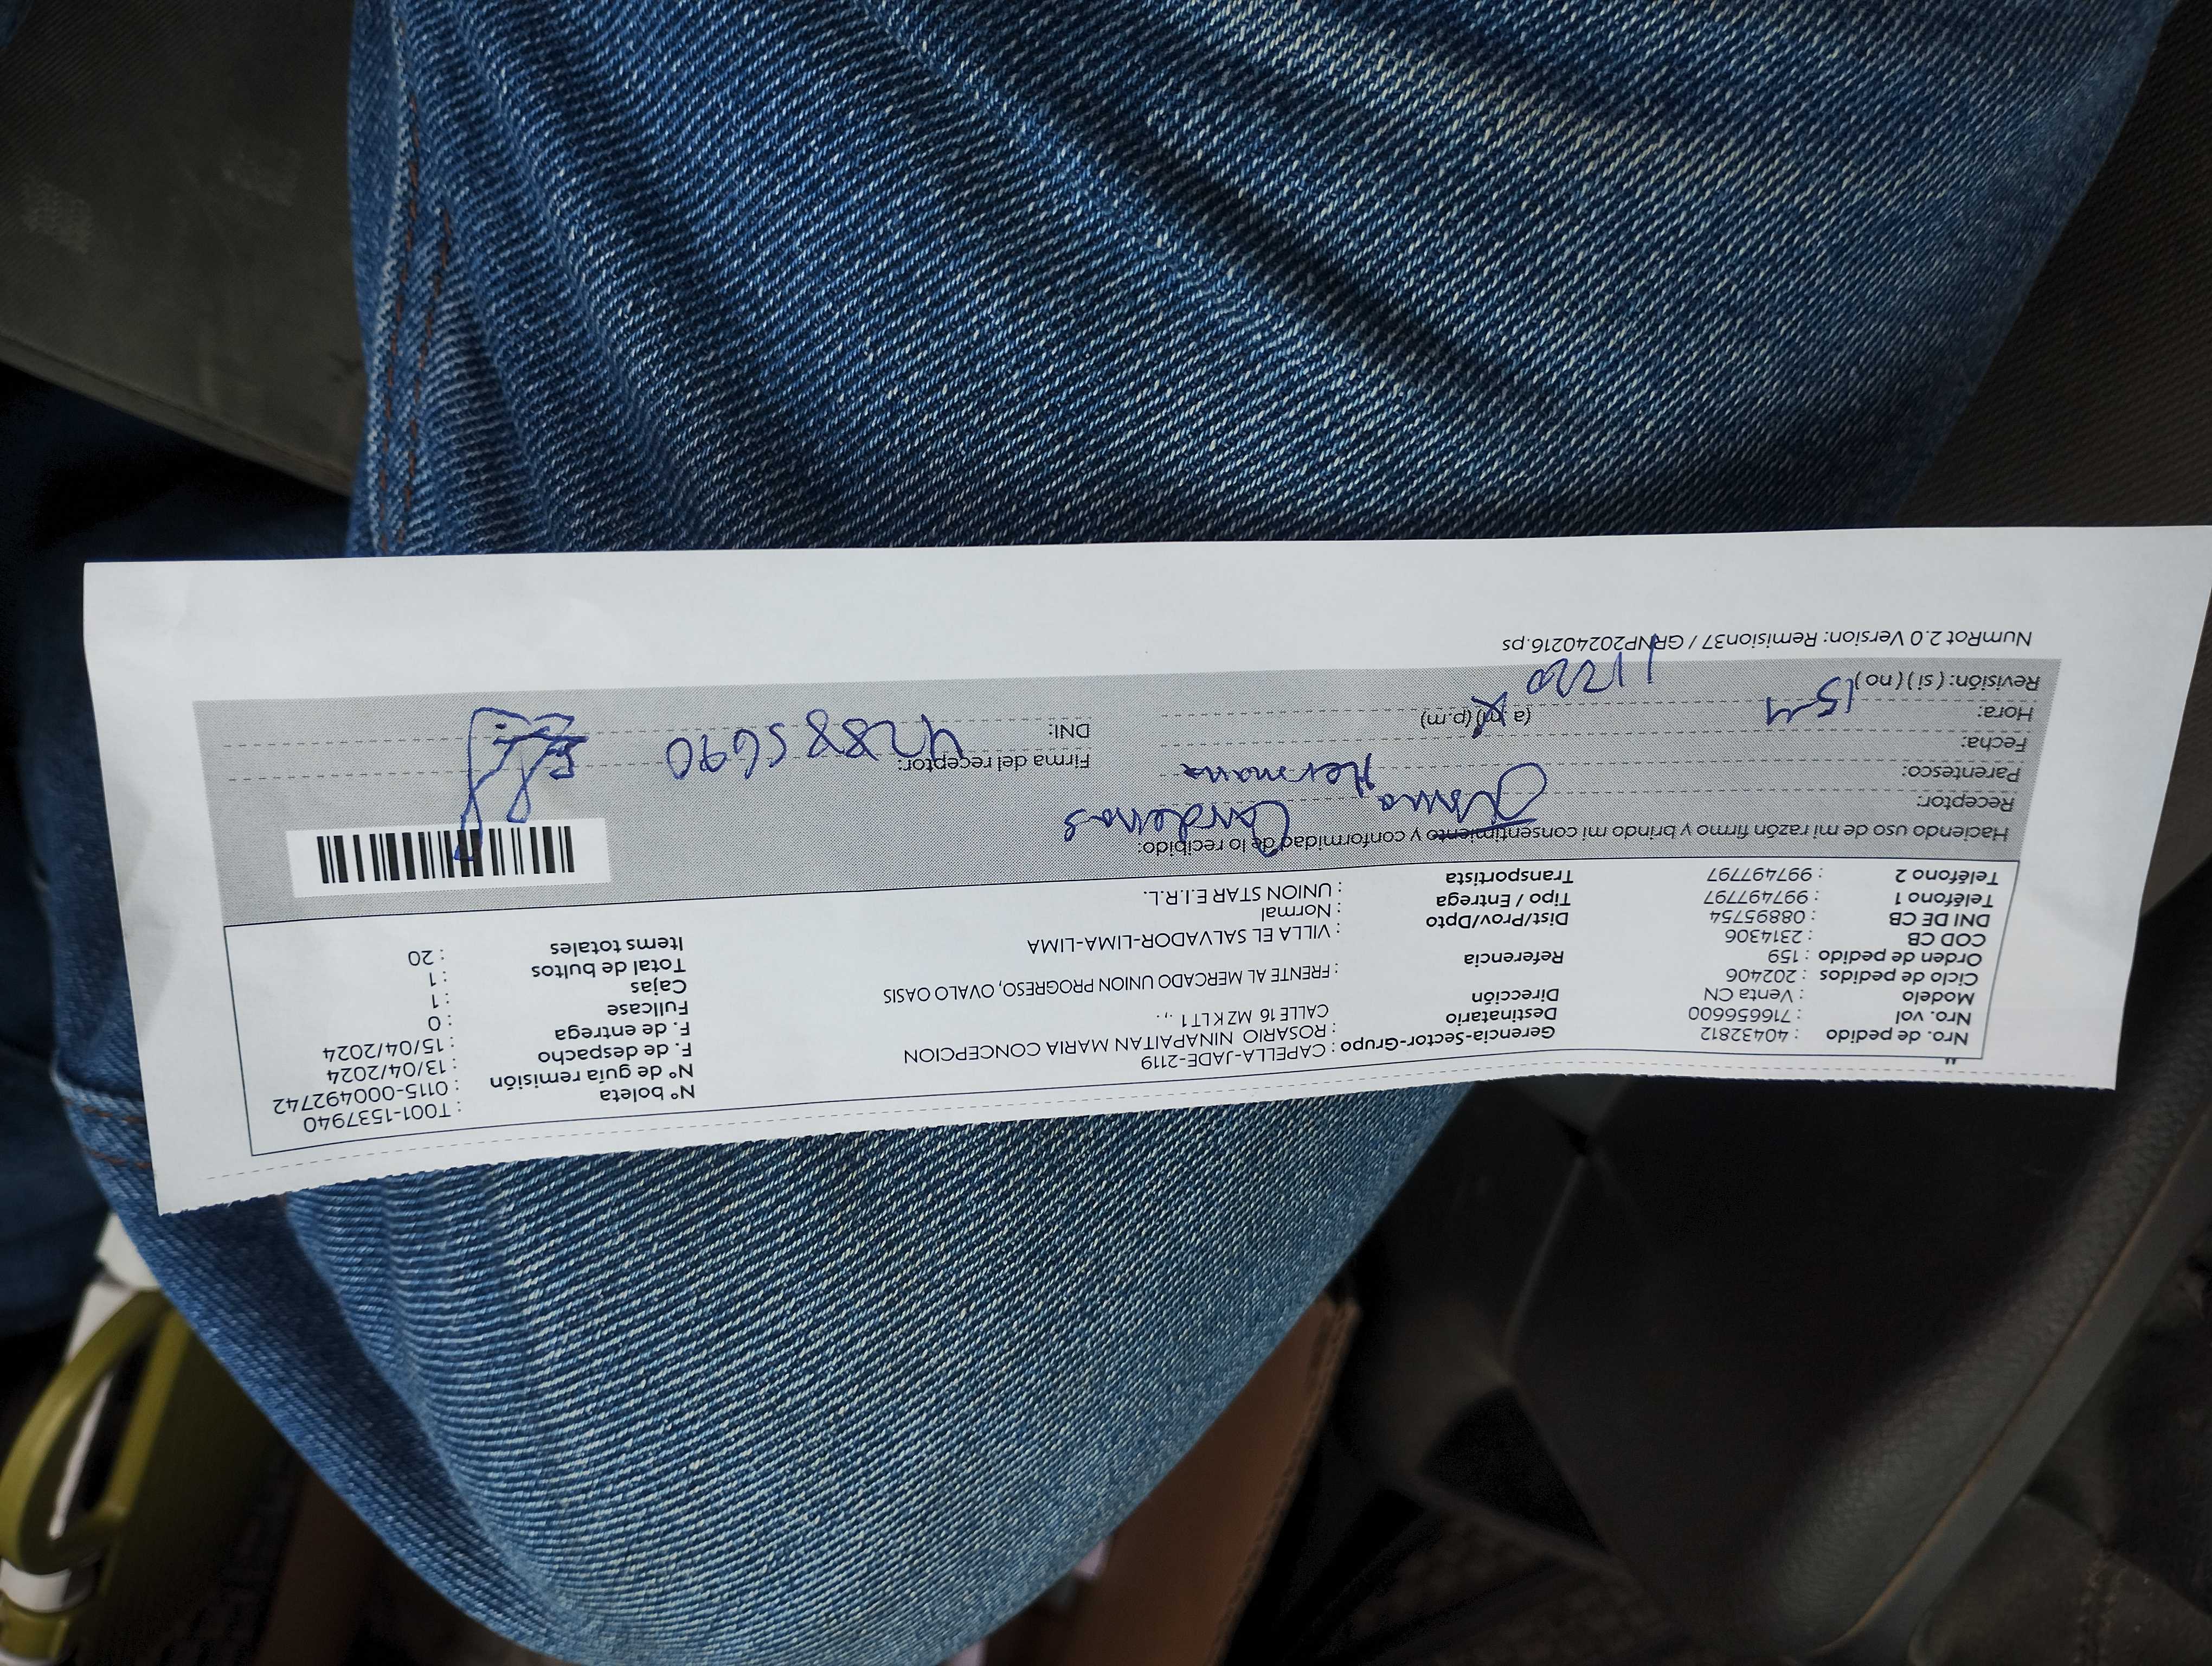 Nro. de pedido : 40432812 Gerencia-Sector-Grupo : CAPELLA-JADE-2119 N° boleta : T001-1537940
Nro. vol : 716656600 Destinatario : ROSARIO NINAPAITAN MARIA CONCEPCION N° de guía remisión : 0115-000492742
Modelo : Venta CN Dirección CALLE 16 MZ K LT 1 ., . F. de despacho : 13/04/2024
Ciclo de pedidos : 202406 F. de entrega : 15/04/2024
Orden de pedido : 159 Referencia : FRENTE AL MERCADO UNION PROGRESO, OVALO OASIS Fullcase : 0
COD CB : 2314306 Cajas : 1
DNI DE CB : 08895754 Dist/Prov/Dpto : VILLA EL SALVADOR-LIMA-LIMA Total de bultos : 1
Teléfono 1 : 997497797 Tipo / Entrega : Normal Items totales : 20
Teléfono 2 : 997497797 Transportista : UNION STAR E.I.R.L.
Haciendo uso de mi razón firmo y brindo mi consentimiento y conformidad de lo recibido:
Receptor: Cardenas
Parentesco: Hermana
Fecha: Firma del receptor:
Hora: 15-4 (a.m) (p.m) DNI: 42885690
Revisión: (si) (no) 11220
NumRot 2.0 Version: Remision37 / GRNP20240216.ps